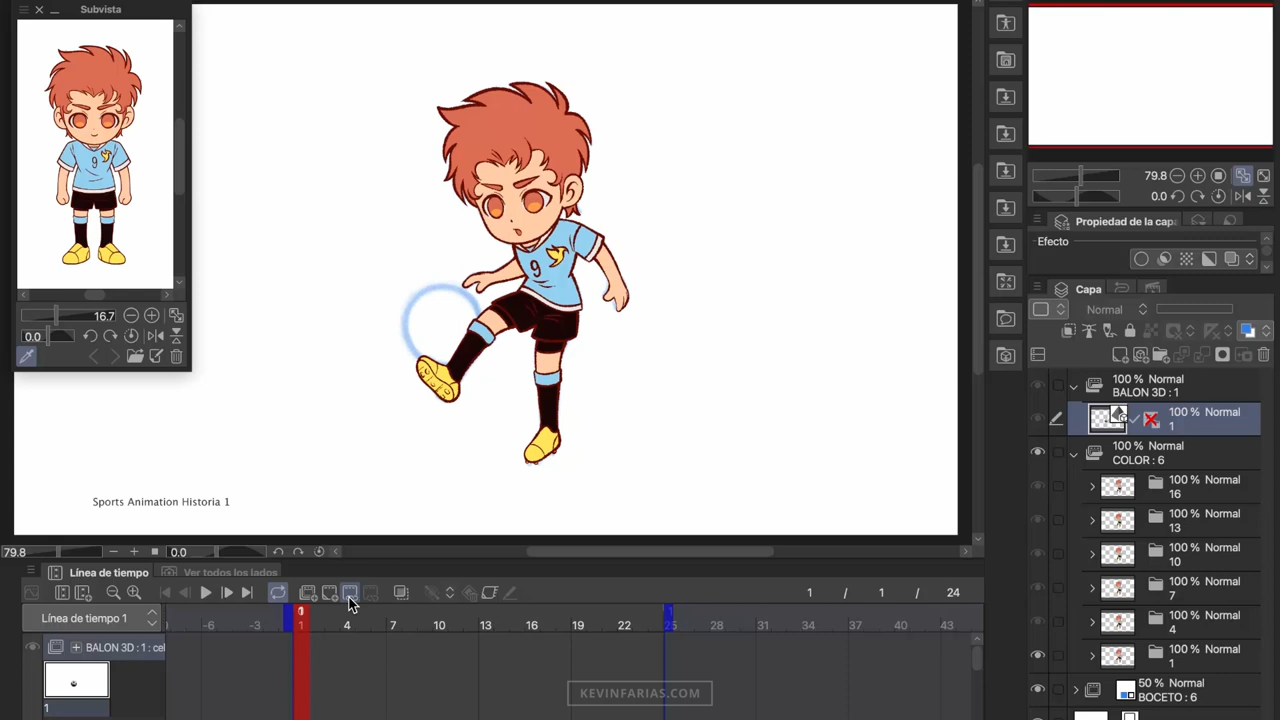 Subvista
9
16.7
0.0
9
Sports Animation Historia 1
79.8
0.0
Línea de tiempo
Ver todos los lados
1 / 1 / 24
Línea de tiempo 1
-6 -3 1 4 7 10 13 16 19 22 25 28 31 34 37 40 43
0
1
BALON 3D : 1 : cel
1
KEVINFARIAS.COM
79.8
0.0
Propiedad de la capa
Efecto
Capa
Normal
100 % Normal
BALON 3D : 1
100 % Normal
1
100 % Normal
COLOR : 6
100 % Normal
16
100 % Normal
13
100 % Normal
10
100 % Normal
7
100 % Normal
4
100 % Normal
1
50 % Normal
BOCETO : 6